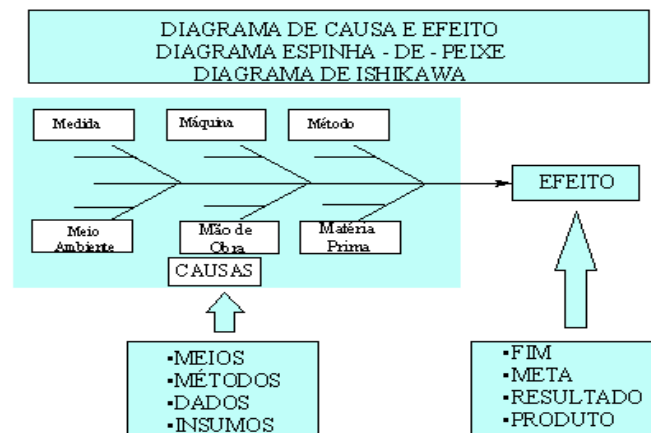 DIAGRAMA DE CAUSA E EFEITO
DIAGRAMA ESPINHA - DE - PEIXE
DIAGRAMA DE ISHIKAWA
Medida
Máquina
Método
EFEITO
Meio
Ambiente
Mão de
Obra
Matéria
Prima
CAUSAS
▪MEIOS
▪MÉTODOS
▪DADOS
▪INSUMOS
▪FIM
▪META
▪RESULTADO
▪PRODUTO